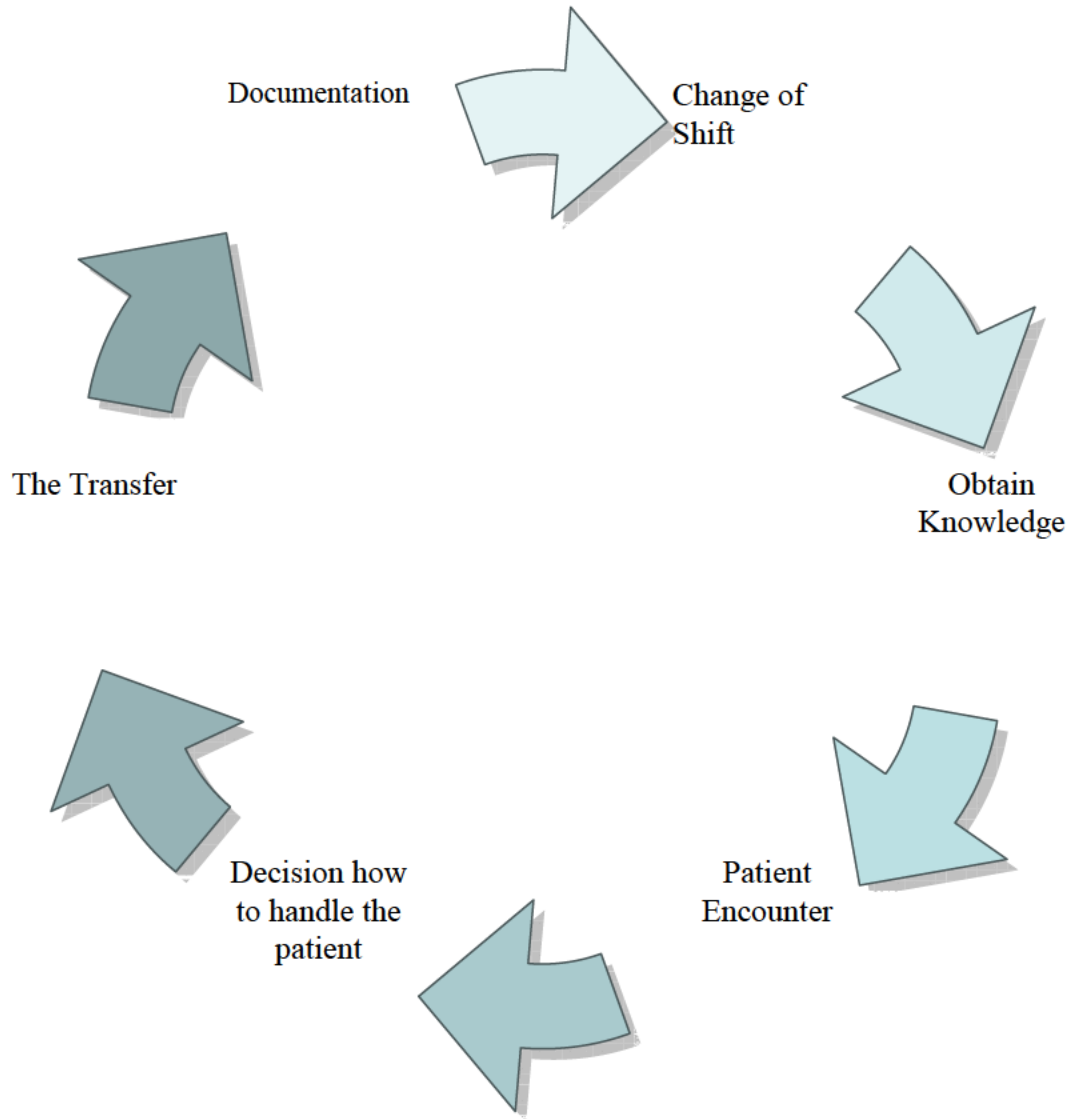 Documentation
Change of
Shift
Obtain
Knowledge
Patient
Encounter
Decision how
to handle the
patient
The Transfer